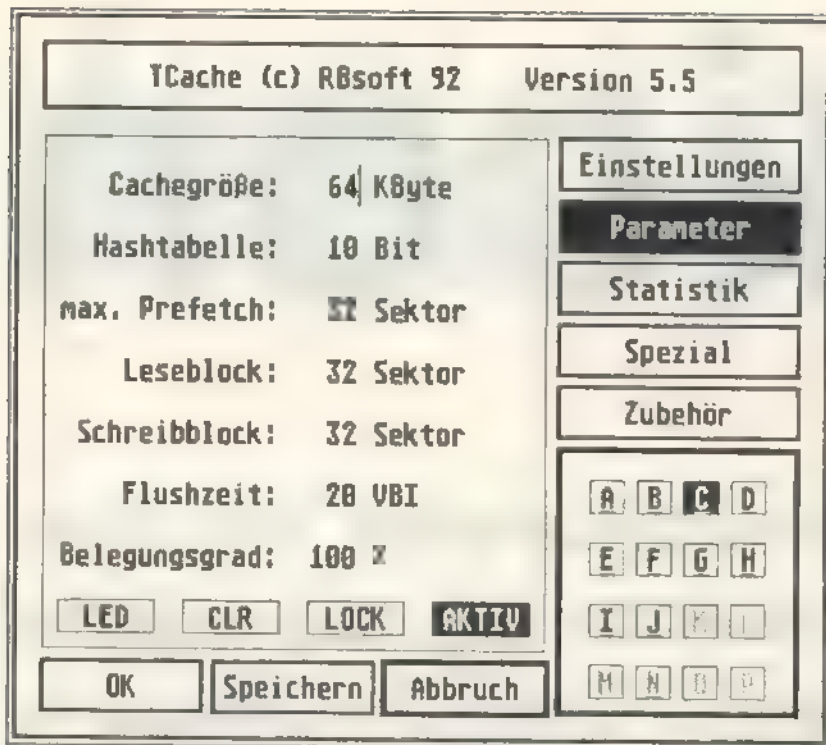 TCache (c) RBsoft 92 Version 5.5
Cachegröße: 64 KByte
Hashtabelle: 10 Bit
max. Prefetch: 32 Sektor
Leseblock: 32 Sektor
Schreibblock: 32 Sektor
Flushzeit: 20 VBI
Belegungsgrad: 100 %
LED CLR LOCK AKTIV
OK Speichern Abbruch
Einstellungen
Parameter
Statistik
Spezial
Zubehör
A B C D
E F G H
I J K L
M N O P